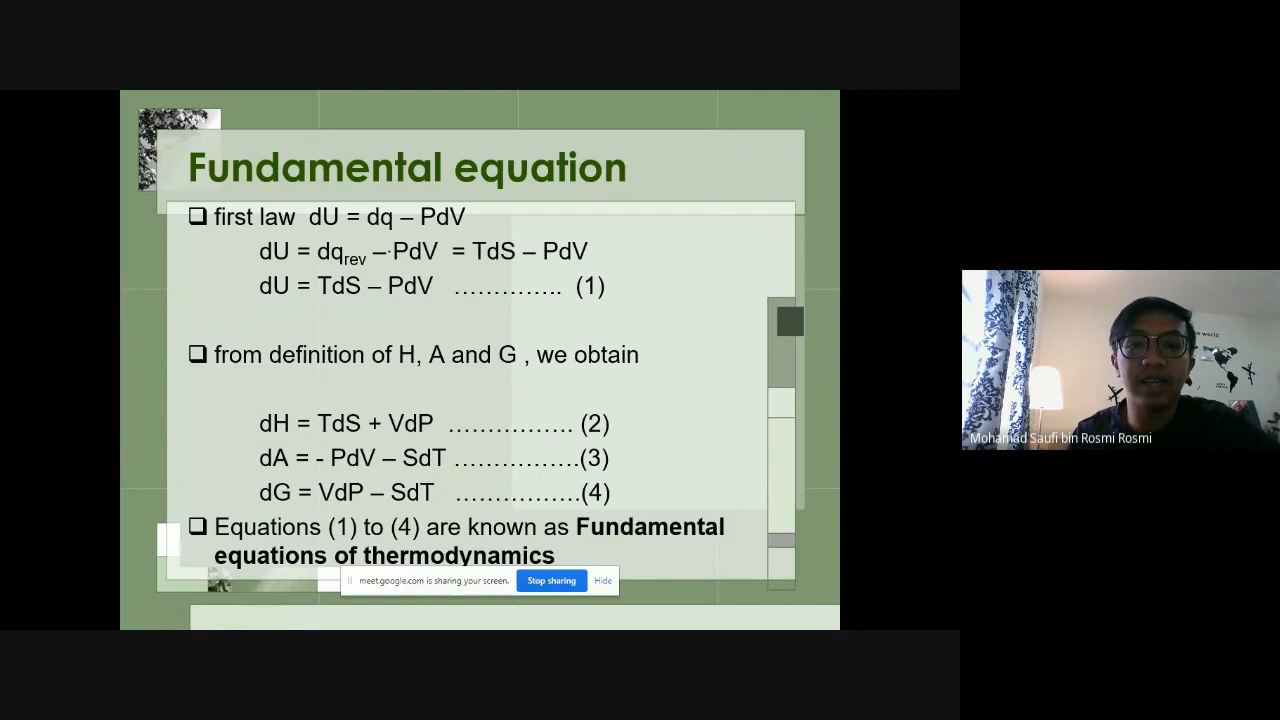 Fundamental equation
❑ first law dU = dq – PdV
dU = dqrev – PdV = TdS – PdV
dU = TdS – PdV ………….. (1)
❑ from definition of H, A and G , we obtain
dH = TdS + VdP ……………. (2)
dA = - PdV – SdT …………….(3)
dG = VdP – SdT …………….(4)
❑ Equations (1) to (4) are known as Fundamental
equations of thermodynamics
meet.google.com is sharing your screen. Stop sharing Hide
Mohamad Saufi bin Rosmi Rosmi